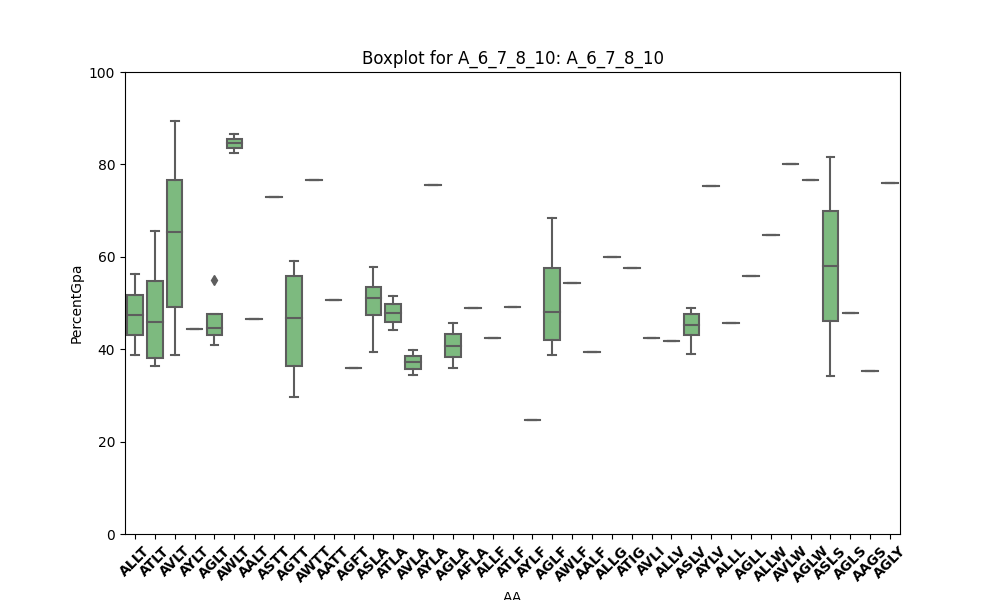 Boxplot for A_6_7_8_10: A_6_7_8_10
PercentGpa
100
80
60
40
20
0
ALLT ATLT AVLT AYLT AGLT AWLT AALT ASTT AGTT AWTT AATT AGFT ASLA ATLA AVLA AYLA AGLA AFLA ALLF ATLF AYLF AGLF AWLF AALF ALLG ATIG AVLI ALLV ASLV AYLV ALLL AGLL ALLW AVLW AGLW ASLS AGLS AAGS AGLY
AA